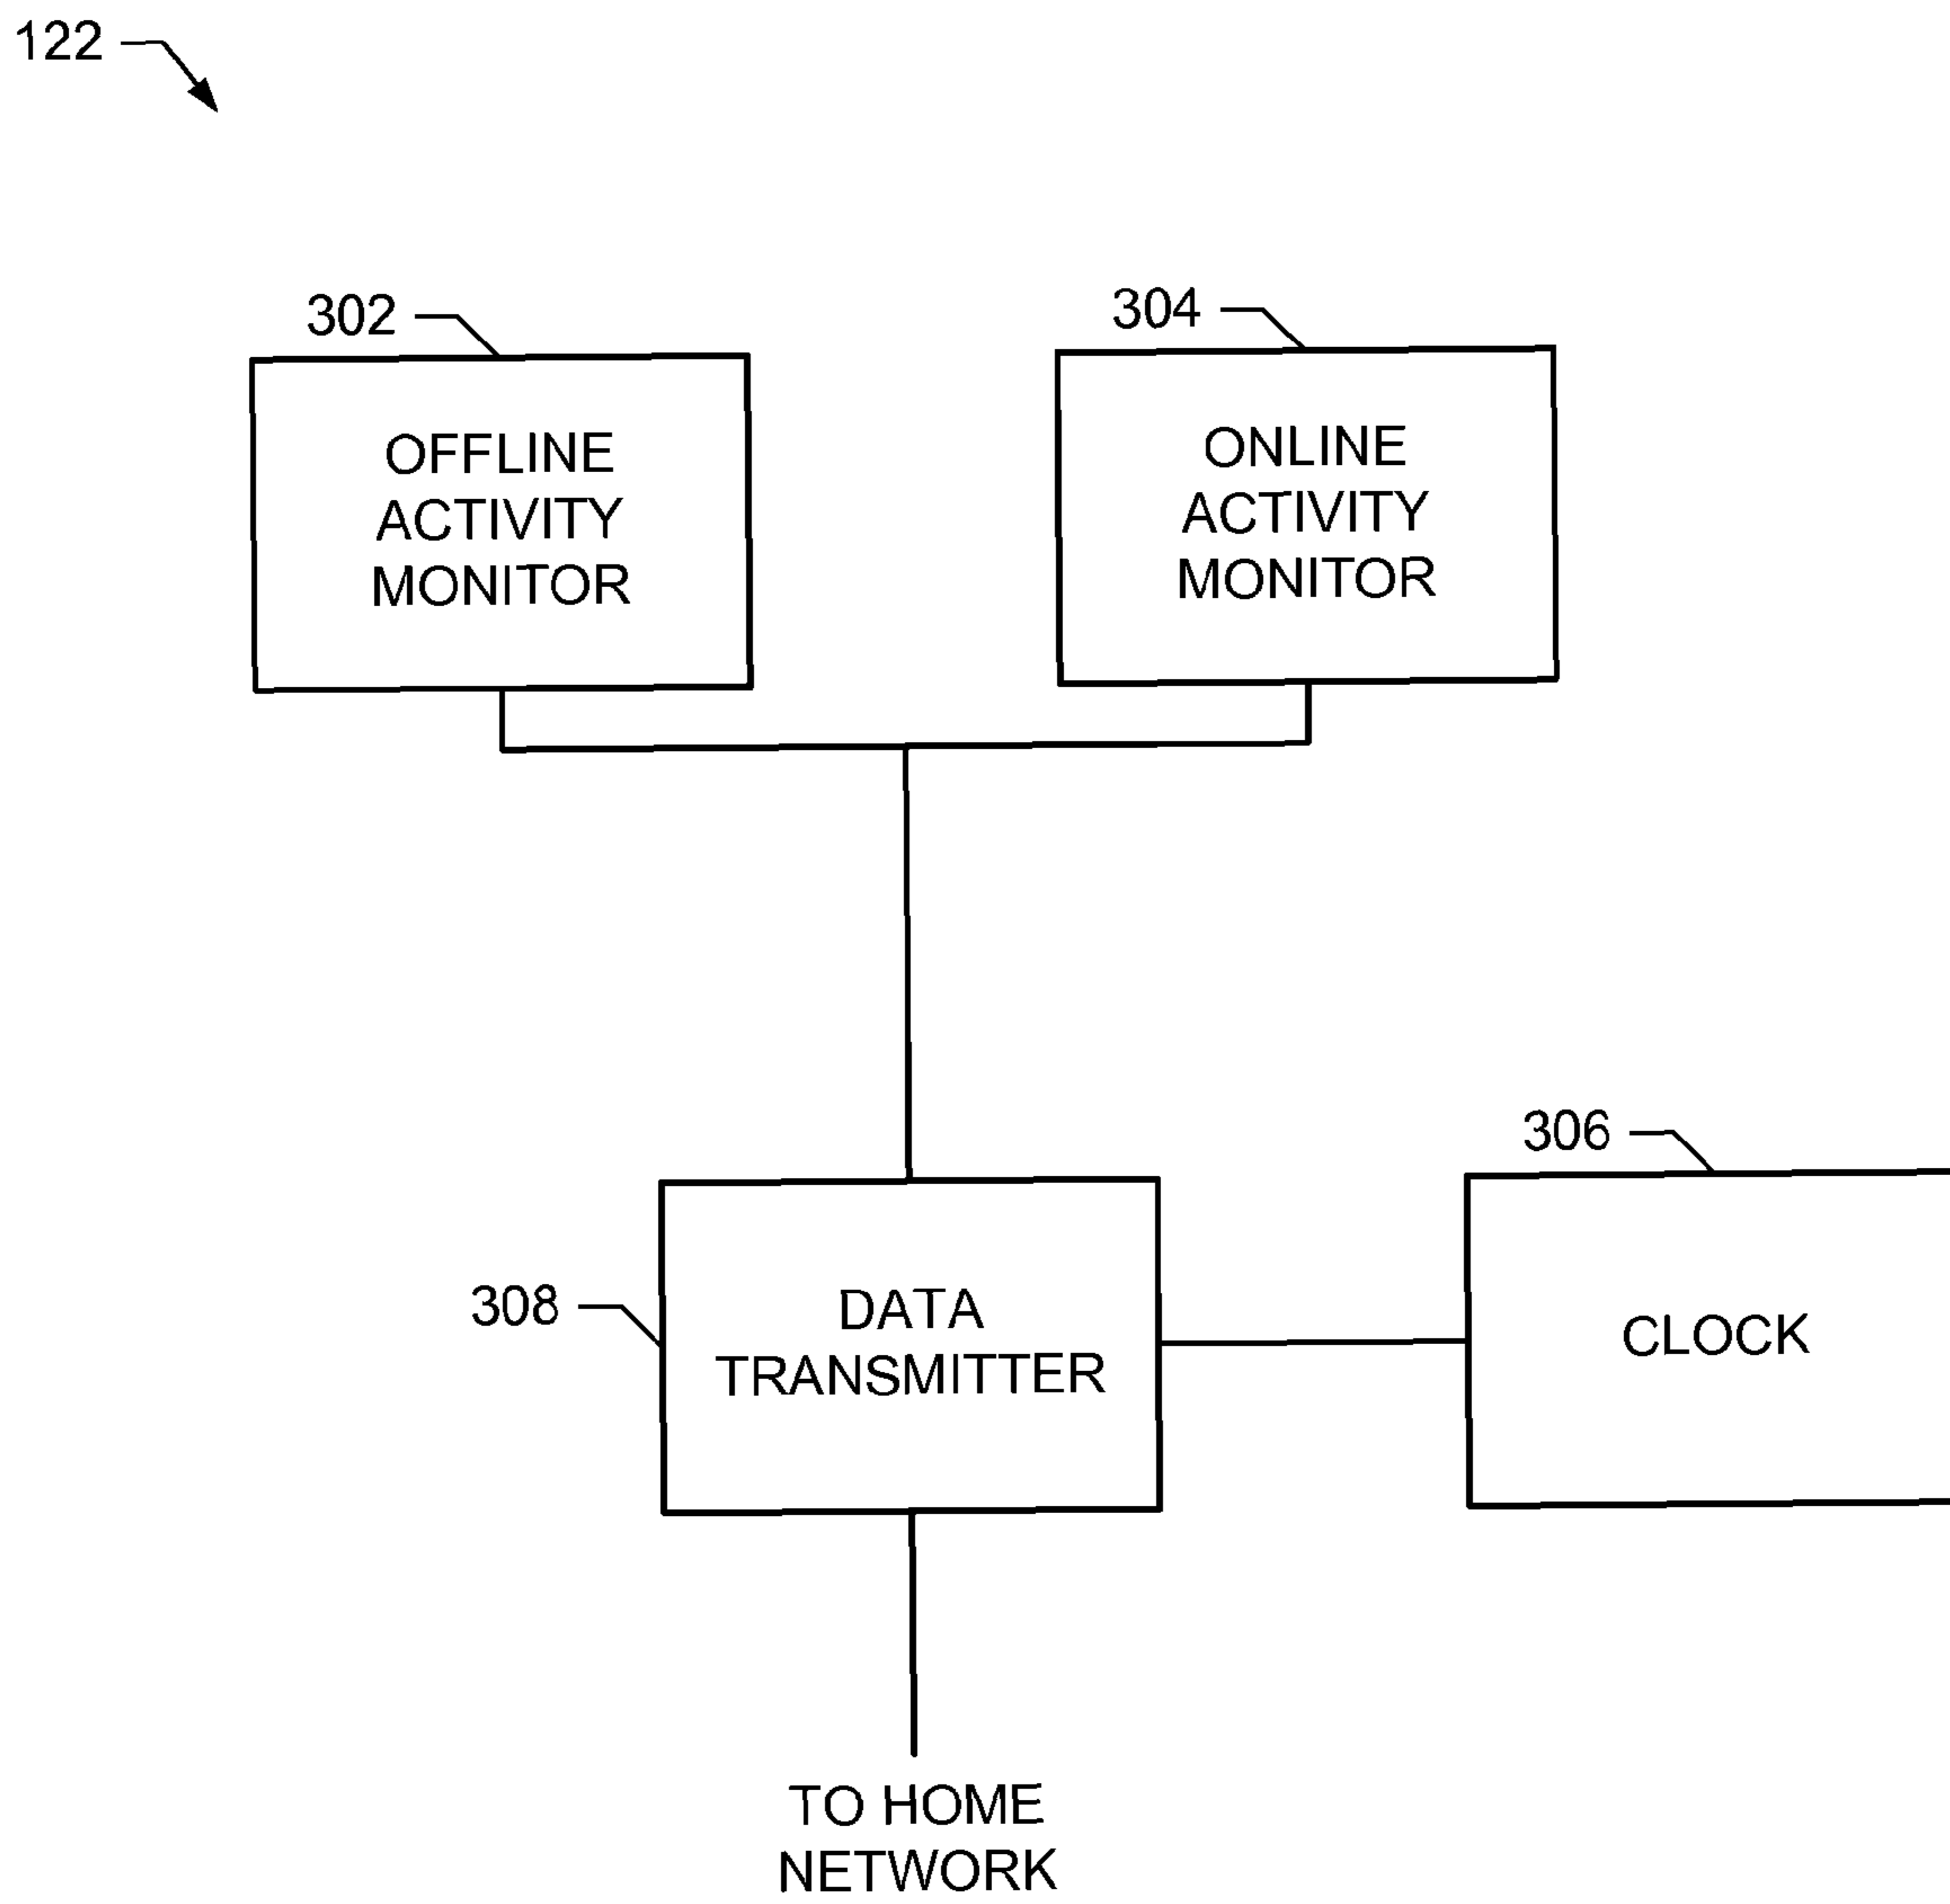 122
302
304
OFFLINE
ACTIVITY
MONITOR
ONLINE
ACTIVITY
MONITOR
306
308
DATA
TRANSMITTER
CLOCK
TO HOME
NETWORK